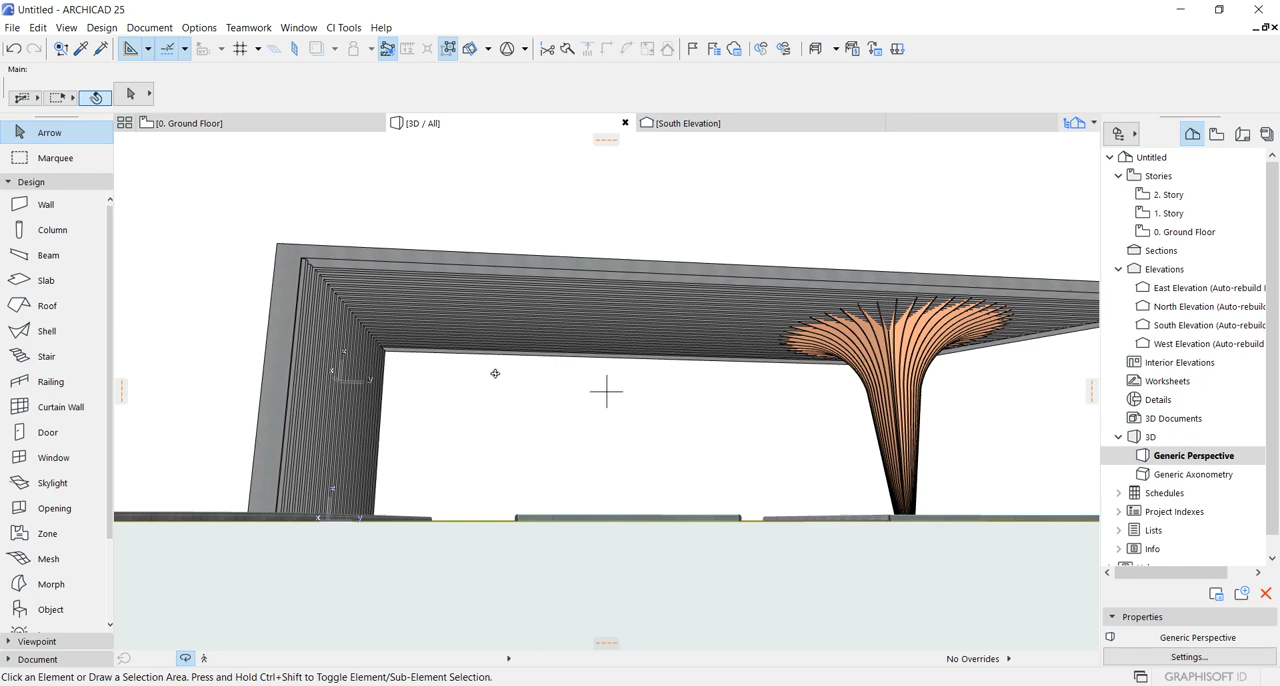 Untitled - ARCHICAD 25
File Edit View Design Document Options Teamwork Window CI Tools Help
Main:
[0. Ground Floor]
[3D / All]
[South Elevation]
Arrow
Marquee
Design
Wall
Column
Beam
Slab
Roof
Shell
Stair
Railing
Curtain Wall
Door
Window
Skylight
Opening
Zone
Mesh
Morph
Object
Viewpoint
Document
No Overrides
Click an Element or Draw a Selection Area. Press and Hold Ctrl+Shift to Toggle Element/Sub-Element Selection.
Untitled
Stories
2. Story
1. Story
0. Ground Floor
Sections
Elevations
East Elevation (Auto-rebuild
North Elevation (Auto-rebuild
South Elevation (Auto-rebuild
West Elevation (Auto-rebuild
Interior Elevations
Worksheets
Details
3D Documents
3D
Generic Perspective
Generic Axonometry
Schedules
Project Indexes
Lists
Info
Properties
Generic Perspective
Settings...
GRAPHISOFT ID